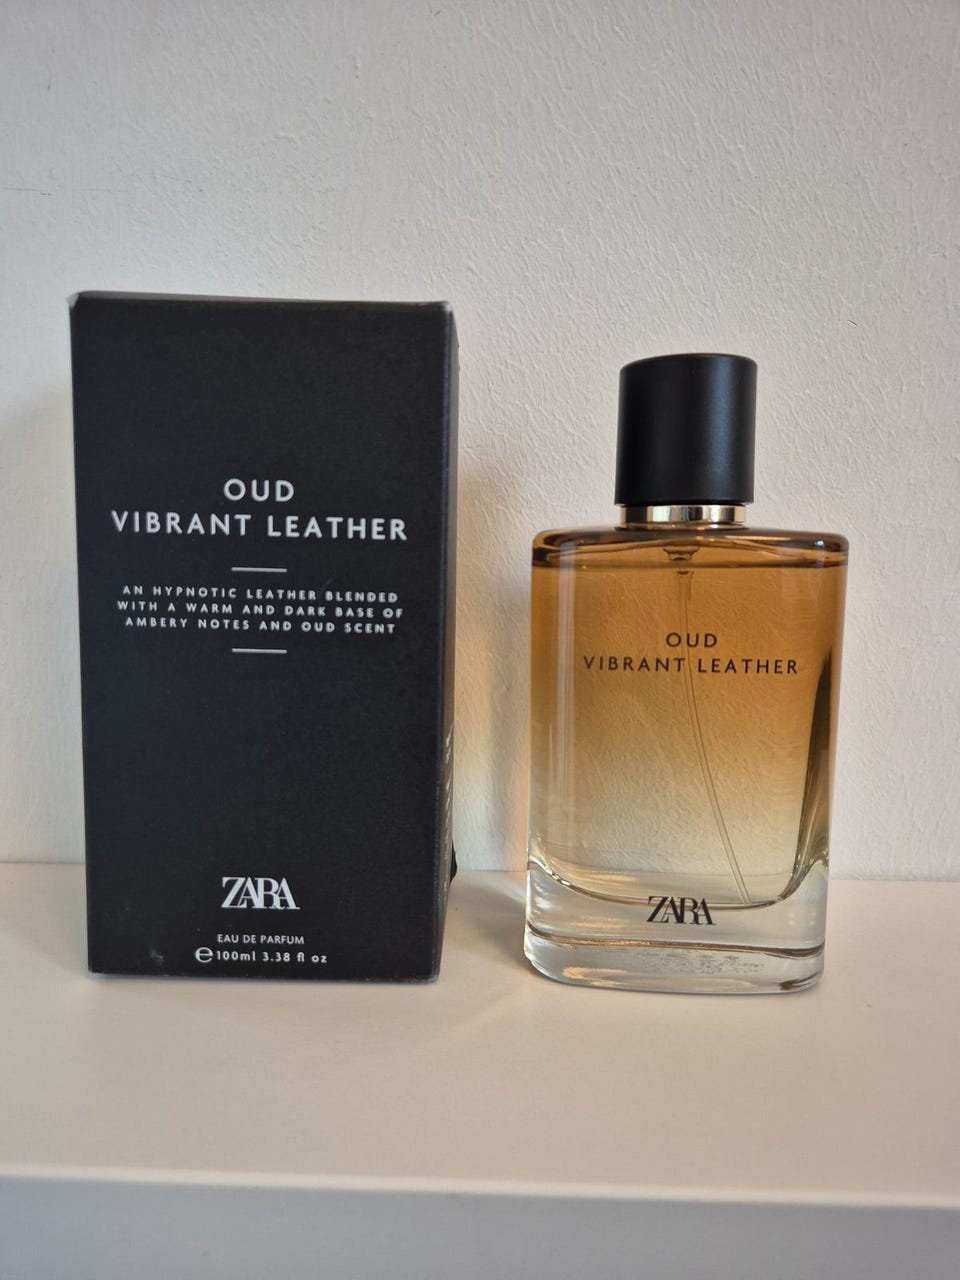 OUD
VIBRANT LEATHER
AN HYPNOTIC LEATHER BLENDED
WITH A WARM AND DARK BASE OF
AMBERY NOTES AND OUD SCENT
ZARA
EAU DE PARFUM
℮100ml 3.38 fl oz
OUD
VIBRANT LEATHER
ZARA